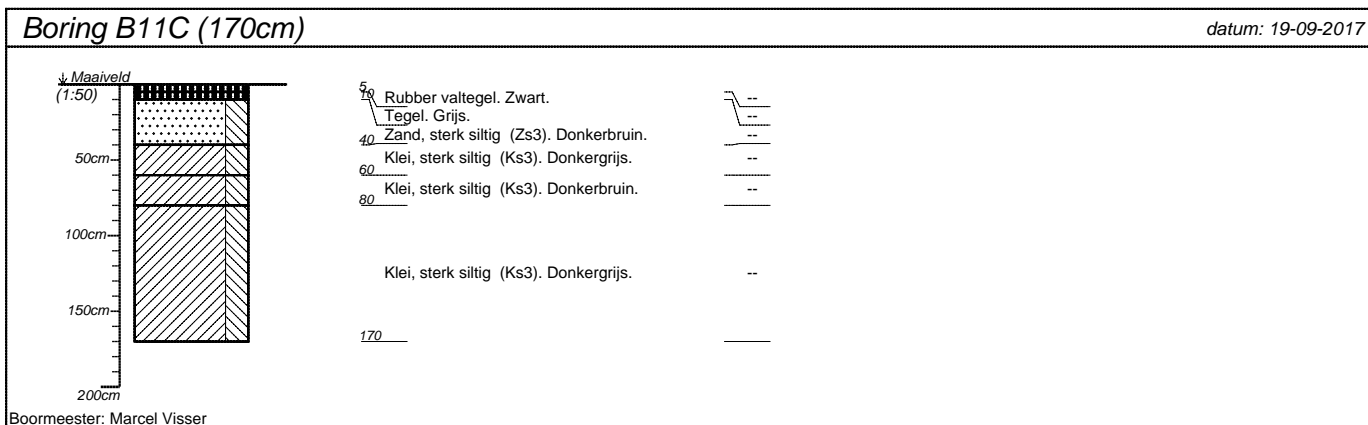 Boring B11C (170cm)
datum: 19-09-2017
Maaiveld
(1:50)
5
10
Rubber valtegel. Zwart.
--
Tegel. Grijs.
--
40
Zand, sterk siltig (Zs3). Donkerbruin.
--
50cm
Klei, sterk siltig (Ks3). Donkergrijs.
--
60
Klei, sterk siltig (Ks3). Donkerbruin.
--
80
100cm
Klei, sterk siltig (Ks3). Donkergrijs.
--
150cm
170
200cm
Boormeester: Marcel Visser